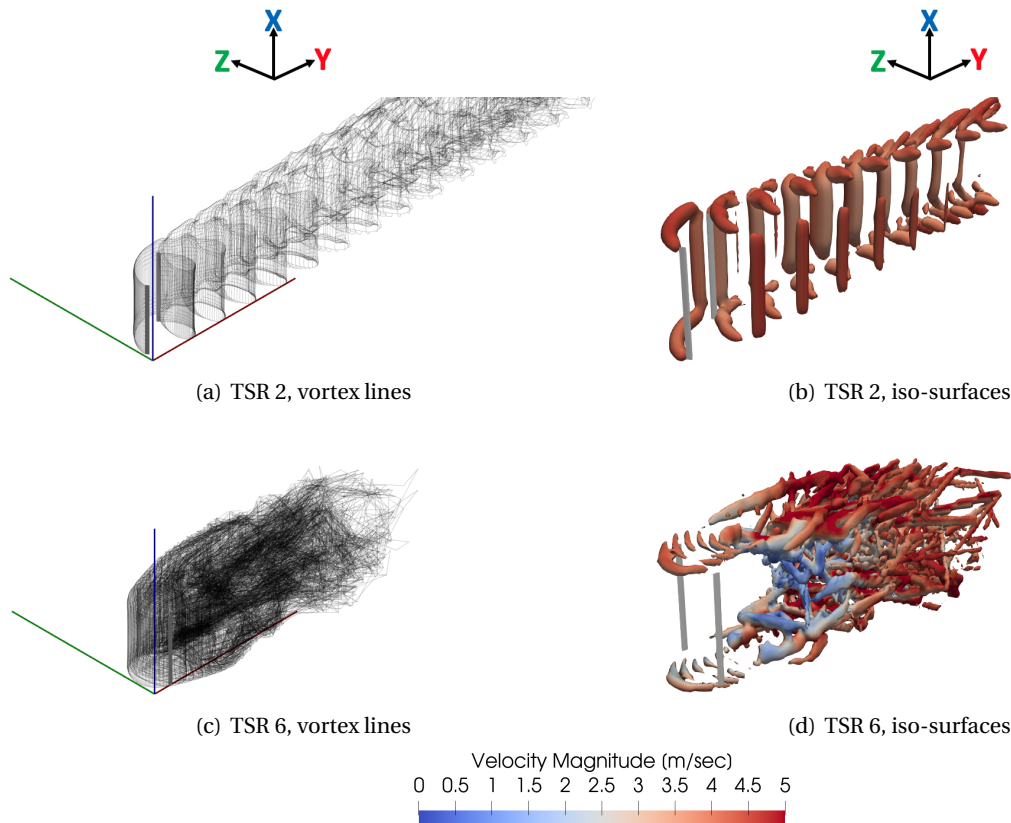 X X
Z Y Z Y
(a) TSR 2, vortex lines (b) TSR 2, iso-surfaces
(c) TSR 6, vortex lines (d) TSR 6, iso-surfaces
Velocity Magnitude (m/sec)
0 0.5 1 1.5 2 2.5 3 3.5 4 4.5 5